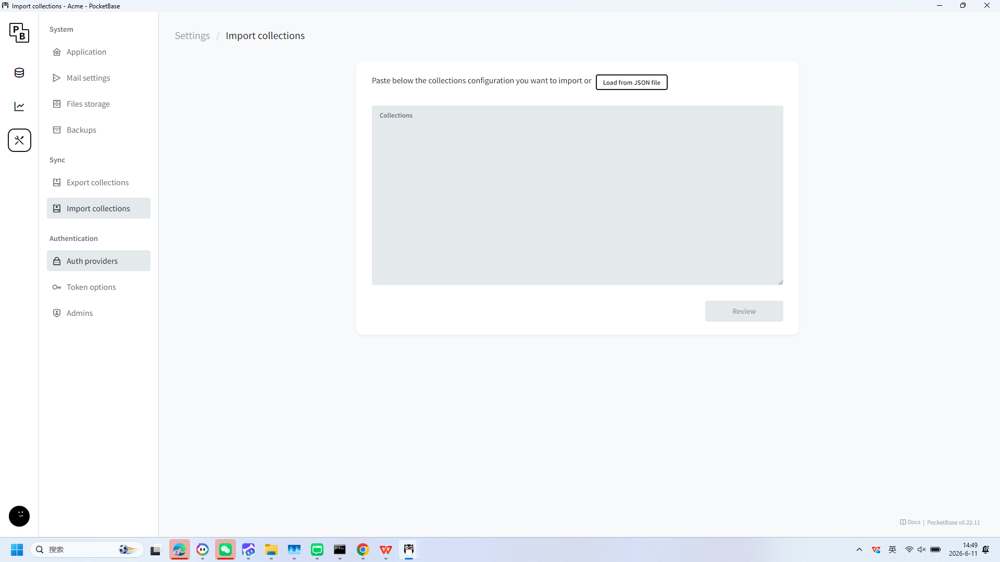 Import collections - Acme - PocketBase
P
B
System
Application
Mail settings
Files storage
Backups
Sync
Export collections
Import collections
Authentication
Auth providers
Token options
Admins
Settings / Import collections
Paste below the collections configuration you want to import or
Load from JSON file
Collections
Review
Docs | PocketBase v0.22.11
搜索
英
14:49
2026-6-11